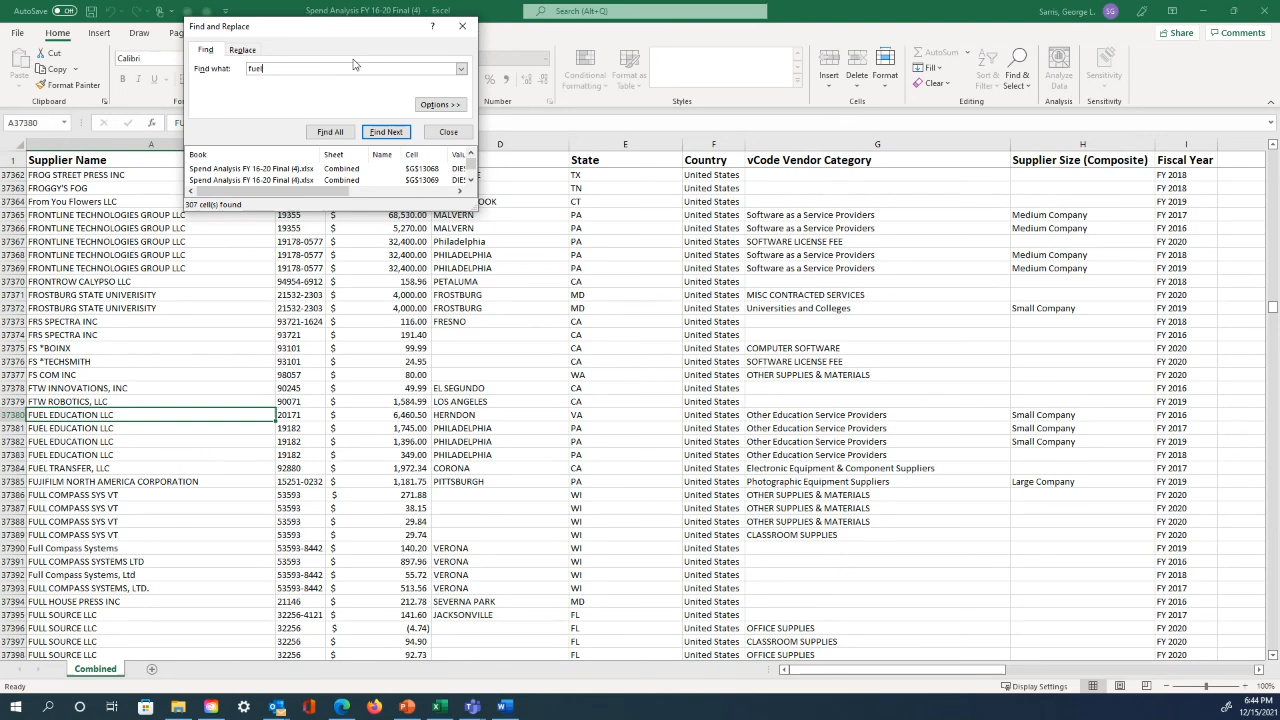 AutoSave Off Spend Analysis FY 16-20 Final (4) - Excel Search (Alt+Q) Sarris, George L. SG
File Home Insert Draw Share Comments
Find and Replace ? ×
Find Replace
Find what: fuel
Options >>
Find All Find Next Close
Book Sheet Name Cell
Spend Analysis FY 16-20 Final (4).xlsx Combined $G$13068 DIE
Spend Analysis FY 16-20 Final (4).xlsx Combined $G$13069 DIE
307 cell(s) found
Paste Cut Copy Format Painter Clipboard
Calibri B I U
% Number
Conditional Formatting Format as Table Styles
Insert Delete Format Cells
AutoSum Fill Clear Sort & Filter Find & Select Editing
Analyze Data Analysis
Sensitivity Sensitivity
A37380 fx
A D E F G H I
1 Supplier Name State Country vCode Vendor Category Supplier Size (Composite) Fiscal Year
37362 FROG STREET PRESS INC TX United States FY 2018
37363 FROGGY'S FOG TN United States FY 2018
37364 From You Flowers LLC OOK CT United States FY 2019
37365 FRONTLINE TECHNOLOGIES GROUP LLC 19355 68,530.00 MALVERN PA United States Software as a Service Providers Medium Company FY 2017
37366 FRONTLINE TECHNOLOGIES GROUP LLC 19355 $ 5,270.00 MALVERN PA United States Software as a Service Providers Medium Company FY 2016
37367 FRONTLINE TECHNOLOGIES GROUP LLC 19178-0577 $ 32,400.00 Philadelphia PA United States SOFTWARE LICENSE FEE FY 2020
37368 FRONTLINE TECHNOLOGIES GROUP LLC 19178-0577 $ 32,400.00 PHILADELPHIA PA United States Software as a Service Providers Medium Company FY 2018
37369 FRONTLINE TECHNOLOGIES GROUP LLC 19178-0577 $ 32,400.00 PHILADELPHIA PA United States Software as a Service Providers Medium Company FY 2019
37370 FRONTROW CALYPSO LLC 94954-6912 $ 158.96 PETALUMA` CA United States FY 2018
37371 FROSTBURG STATE UNIVERISITY 21532-2303 $ 4,000.00 FROSTBURG MD United States MISC CONTRACTED SERVICES FY 2020
37372 FROSTBURG STATE UNIVERISITY 21532-2303 $ 4,000.00 FROSTBURG MD United States Universities and Colleges Small Company FY 2019
37373 FRS SPECTRA INC 93721-1624 $ 116.00 FRESNO CA United States FY 2018
37374 FRS SPECTRA INC 93721 $ 191.40 CA United States FY 2018
37375 FS *BOINX 93101 $ 99.99 CA United States COMPUTER SOFTWARE FY 2020
37376 FS *TECHSMITH 93101 $ 24.95 CA United States SOFTWARE LICENSE FEE FY 2020
37377 FS COM INC 98057 $ 80.00 WA United States OTHER SUPPLIES & MATERIALS FY 2020
37378 FTW INNOVATIONS, INC 90245 $ 49.99 EL SEGUNDO CA United States FY 2016
37379 FTW ROBOTICS, LLC 90071 $ 1,584.99 LOS ANGELES CA United States FY 2019
37380 FUEL EDUCATION LLC 20171 $ 6,460.50 HERNDON VA United States Other Education Service Providers Small Company FY 2016
37381 FUEL EDUCATION LLC 19182 $ 1,745.00 PHILADELPHIA PA United States Other Education Service Providers Small Company FY 2017
37382 FUEL EDUCATION LLC 19182 $ 1,396.00 PHILADELPHIA PA United States Other Education Service Providers Small Company FY 2019
37383 FUEL EDUCATION LLC 19182 $ 349.00 PHILADELPHIA PA United States Other Education Service Providers FY 2018
37384 FUEL TRANSFER, LLC 92880 $ 1,972.34 CORONA CA United States Electronic Equipment & Component Suppliers FY 2017
37385 FUJIFILM NORTH AMERICA CORPORATION 15251-0232 $ 1,181.75 PITTSBURGH PA United States Photographic Equipment Suppliers Large Company FY 2016
37386 FULL COMPASS SYS VT 53593 $ 271.88 WI United States OTHER SUPPLIES & MATERIALS FY 2020
37387 FULL COMPASS SYS VT 53593 $ 38.15 WI United States OTHER SUPPLIES & MATERIALS FY 2020
37388 FULL COMPASS SYS VT 53593 $ 29.84 WI United States OTHER SUPPLIES & MATERIALS FY 2020
37389 FULL COMPASS SYS VT 53593 $ 29.74 WI United States CLASSROOM SUPPLIES FY 2020
37390 Full Compass Systems 53593-8442 $ 140.20 VERONA WI United States FY 2019
37391 FULL COMPASS SYSTEMS LTD 53593 $ 897.96 VERONA WI United States FY 2016
37392 Full Compass Systems, Ltd 53593-8442 $ 55.72 VERONA WI United States FY 2018
37393 FULL COMPASS SYSTEMS, LTD. 53593-8442 $ 513.56 VERONA WI United States FY 2017
37394 FULL HOUSE PRESS INC 21146 $ 212.78 SEVERNA PARK MD United States FY 2016
37395 FULL SOURCE LLC 32256-4121 $ 141.60 JACKSONVILLE FL United States FY 2017
37396 FULL SOURCE LLC 32256 $ (4.74) FL United States OFFICE SUPPLIES FY 2020
37397 FULL SOURCE LLC 32256 $ 94.90 FL United States CLASSROOM SUPPLIES FY 2020
37398 FULL SOURCE LLC 32256 $ 92.73 FL United States OFFICE SUPPLIES FY 2020
Combined
Ready Display Settings 100%
6:44 PM
12/15/2021